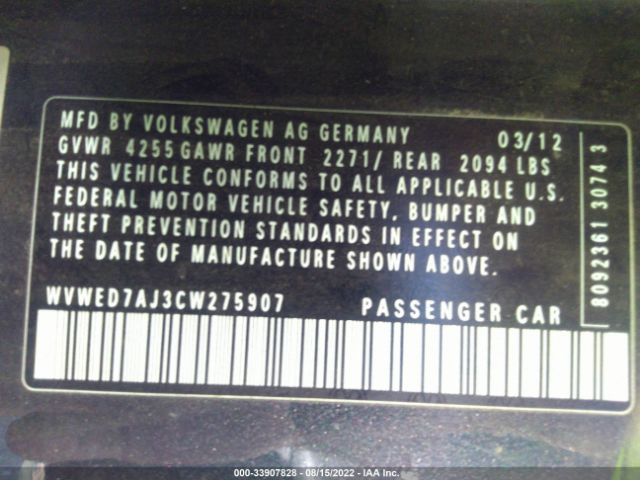 MFD BY VOLKSWAGEN AG GERMANY 03/12
GVWR 4255 GAWR FRONT 2271/ REAR 2094 LBS
THIS VEHICLE CONFORMS TO ALL APPLICABLE U.S.
FEDERAL MOTOR VEHICLE SAFETY, BUMPER AND
THEFT PREVENTION STANDARDS IN EFFECT ON
THE DATE OF MANUFACTURE SHOWN ABOVE.
WVWED7AJ3CW275907 PASSENGER CAR
8092361 3074 3
000-33907828 - 08/15/2022 - IAA Inc.